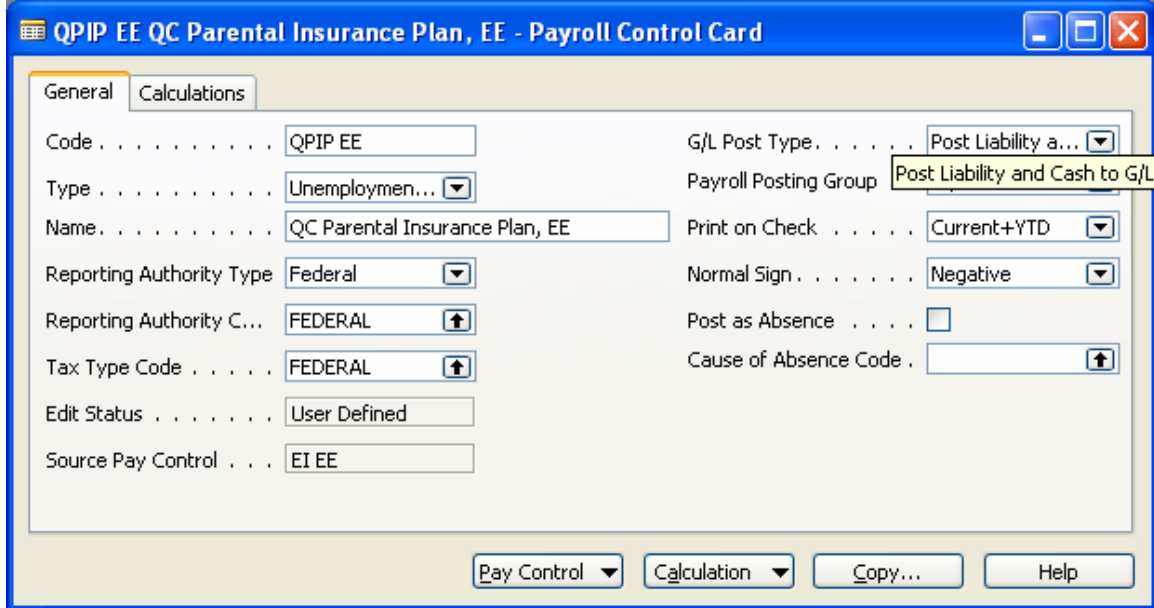 QPIP EE QC Parental Insurance Plan, EE - Payroll Control Card
General Calculations
Code . . . . . . . . . . QPIP EE
Type . . . . . . . . . . Unemploymen...
Name. . . . . . . . . . QC Parental Insurance Plan, EE
Reporting Authority Type Federal
Reporting Authority C... FEDERAL
Tax Type Code . . . . . FEDERAL
Edit Status . . . . . . . User Defined
Source Pay Control . . . EI EE
G/L Post Type. . . . . . Post Liability a...
Post Liability and Cash to G/L
Payroll Posting Group
Print on Check . . . . . Current+YTD
Normal Sign. . . . . . . Negative
Post as Absence . . . .
Cause of Absence Code .
Pay Control Calculation Copy... Help